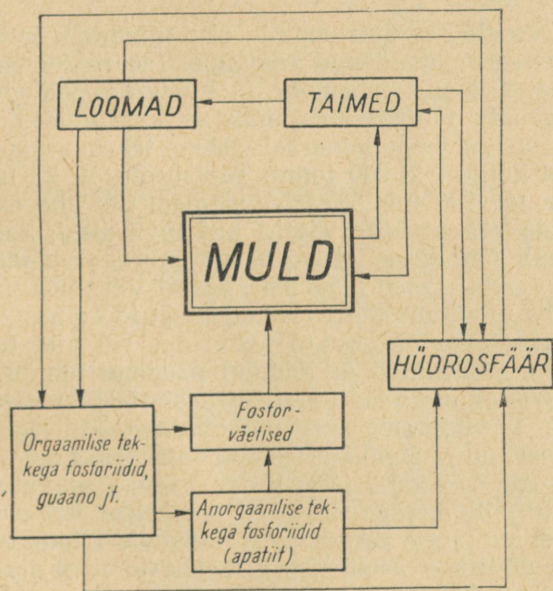 LOOMAD
TAIMED
MULD
HÜDROSFÄÄR
Orgaanilise tek-
kega fosforiidid,
guaano jt.
Fosfor-
väetised
Anorgaanilise tek-
kega fosforiidid
(apatiit)